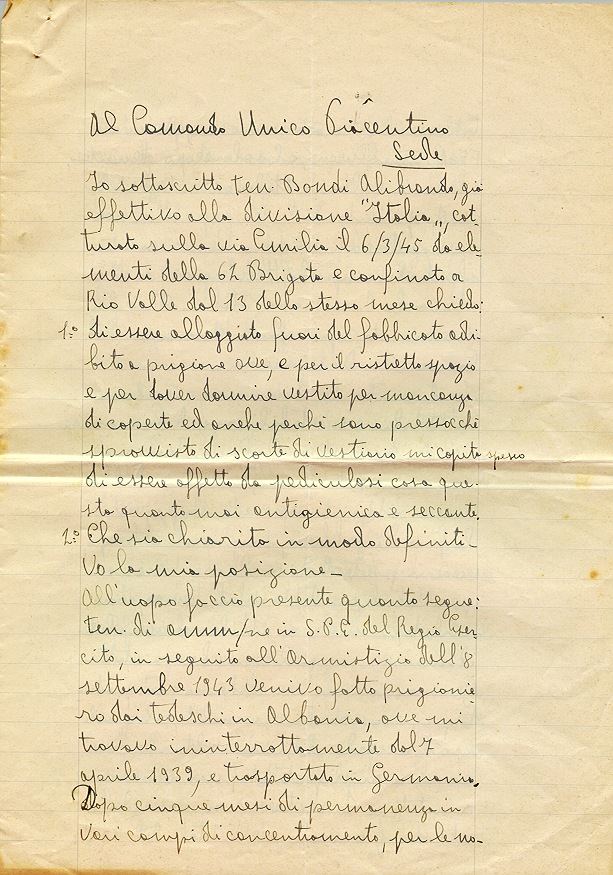 Al Comando Unico Piacentino
Sede
Io sottoscritto ten. Bondi Alibrando, già
effettivo alla divisione "Italia", cat-
turato sulla via Emilia il 6/3/45 da ele-
menti della 62 Brigata e confinato a
Rio Valle dal 13 dello stesso mese chiedo:
1º di essere alloggiato fuori del fabbricato adi-
bito a prigione ove, e per il ristretto spazio
e per dover dormire vestito per mancanza
di coperte ed anche perché sono pressocché
sprovvisto di scorte di vestiario mi capita spesso
di essere affetto da pediculosi cosa que-
sta quanto mai antigienica e seccante.
2º Che sia chiarita in modo definiti-
vo la mia posizione_
All'uopo faccio presente quanto segue:
ten. di amm/ne in S.P.E. del Regio Eser-
cito, in seguito all'armistizio dell'8
settembre 1943 venivo fatto prigionie-
ro dai tedeschi in Albania, ove mi
trovavo ininterrottamente dal 7
aprile 1939, e trasportato in Germania.
Dopo cinque mesi di permanenza in
vari campi di concentramento, per le no-